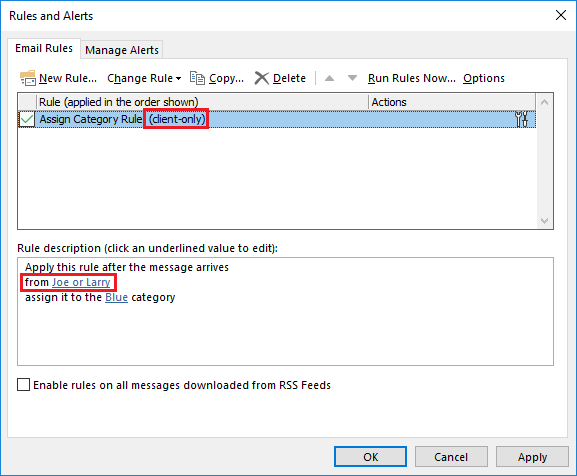 Rules and Alerts
Email Rules Manage Alerts
New Rule... Change Rule Copy... Delete Run Rules Now... Options
Rule (applied in the order shown) Actions
Assign Category Rule (client-only)
Rule description (click an underlined value to edit):
Apply this rule after the message arrives
from Joe or Larry
assign it to the Blue category
Enable rules on all messages downloaded from RSS Feeds
OK Cancel Apply